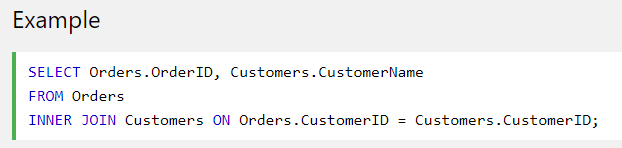 Example
SELECT Orders.OrderID, Customers.CustomerName
FROM Orders
INNER JOIN Customers ON Orders.CustomerID = Customers.CustomerID;